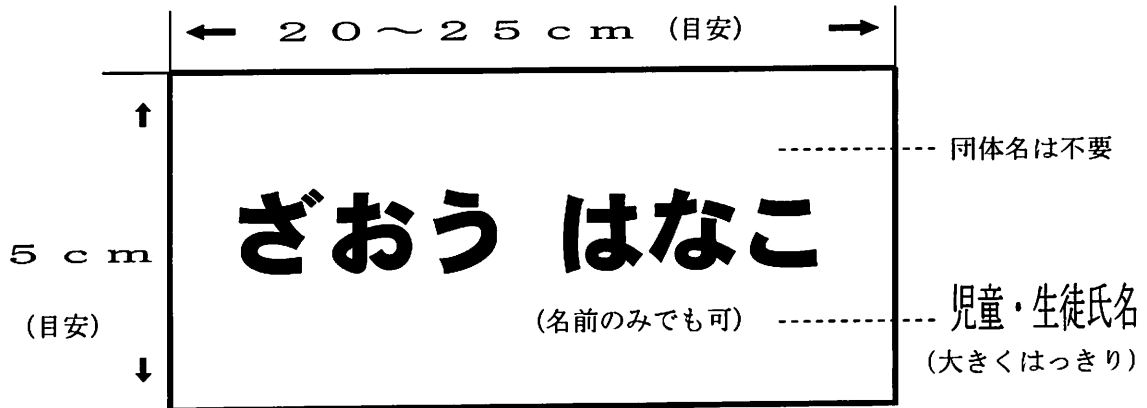 20～25cm (目安)
団体名は不要
ざおう はなこ
5cm
(目安)
(名前のみでも可)
児童・生徒氏名
(大きくはっきり)